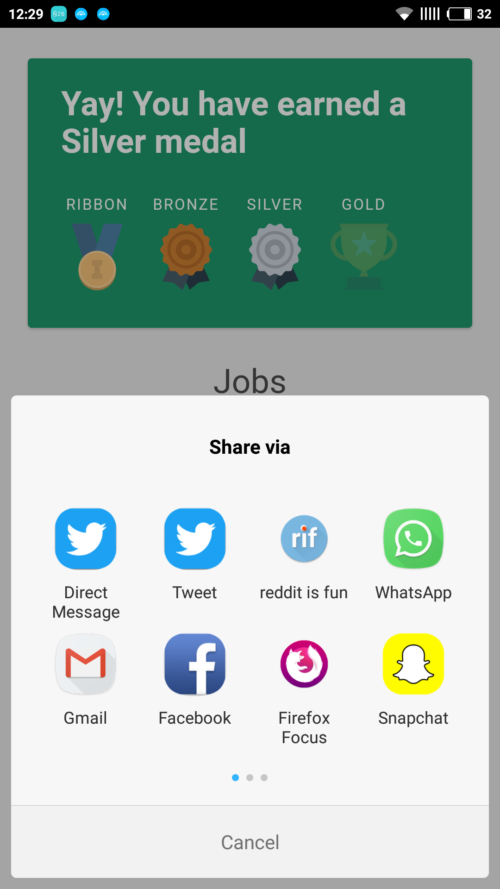 12:29
32
Yay! You have earned a
Silver medal
RIBBON BRONZE SILVER GOLD
Jobs
Share via
rif
Direct
Message
Tweet
reddit is fun
WhatsApp
Gmail
Facebook
Firefox
Focus
Snapchat
Cancel